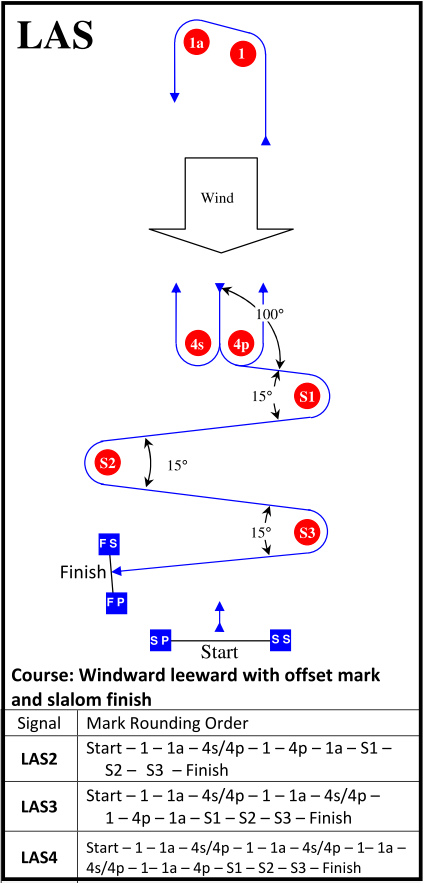 LAS
1a
1
Wind
100°
4s
4p
15°
S1
S2
15°
15°
S3
F S
Finish
F P
S P
S S
Start
Course: Windward leeward with offset mark
and slalom finish
Signal
Mark Rounding Order
LAS2
Start – 1 – 1a – 4s/4p – 1 – 4p – 1a – S1 –
S2 – S3 – Finish
LAS3
Start – 1 – 1a – 4s/4p – 1 – 1a – 4s/4p –
1 – 4p – 1a – S1 – S2 – S3 – Finish
LAS4
Start – 1 – 1a – 4s/4p – 1 – 1a – 4s/4p – 1– 1a –
4s/4p – 1– 1a – 4p – S1 – S2 – S3 – Finish